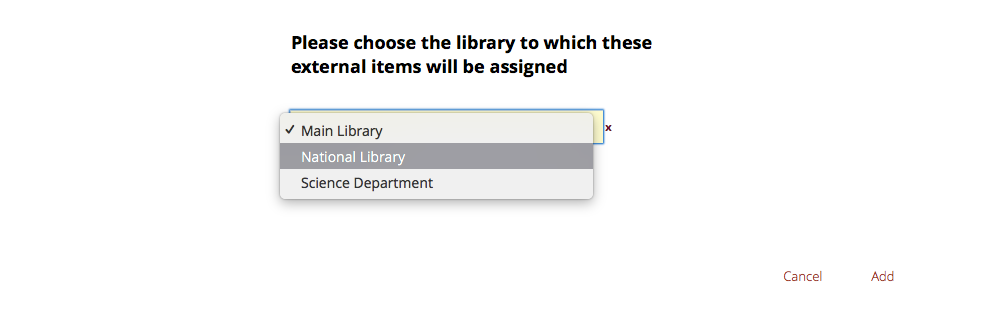 Please choose the library to which these
external items will be assigned
✓ Main Library
x
National Library
Science Department
Cancel Add